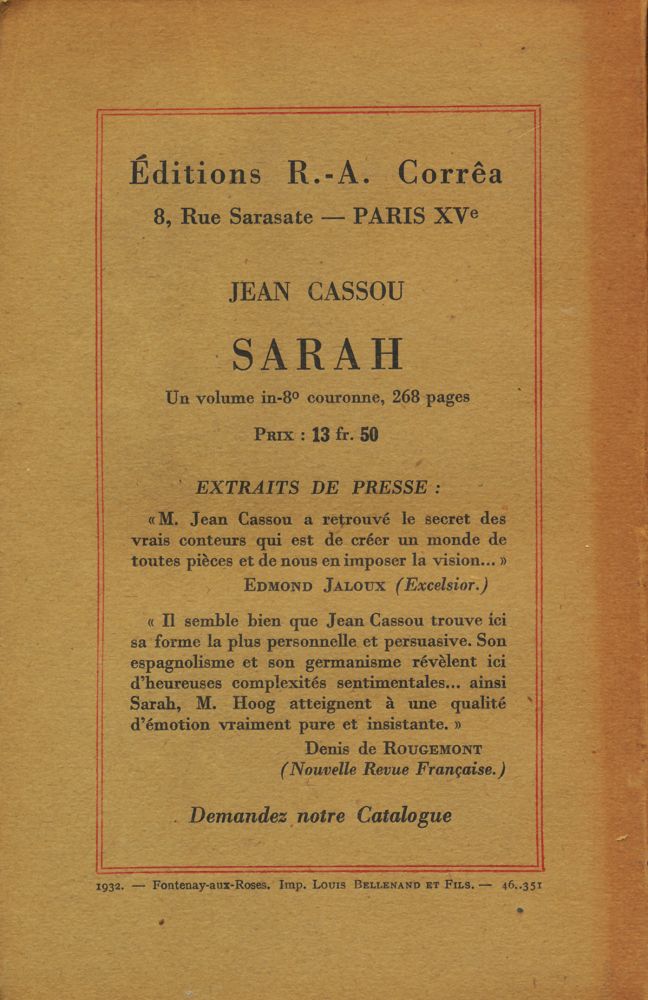 Éditions R.-A. Corrêa
8, Rue Sarasate — PARIS XVe
JEAN CASSOU
SARAH
Un volume in-8º couronne, 268 pages
PRIX : 13 fr. 50
EXTRAITS DE PRESSE :
« M. Jean Cassou a retrouvé le secret des
vrais conteurs qui est de créer un monde de
toutes pièces et de nous en imposer la vision... »
EDMOND JALOUX (Excelsior.)
« Il semble bien que Jean Cassou trouve ici
sa forme la plus personnelle et persuasive. Son
espagnolisme et son germanisme révèlent ici
d'heureuses complexités sentimentales... ainsi
Sarah, M. Hoog atteignent à une qualité
d'émotion vraiment pure et insistante. »
Denis de ROUGEMONT
(Nouvelle Revue Française.)
Demandez notre Catalogue
1932. — Fontenay-aux-Roses. Imp. LOUIS BELLENAND ET FILS. — 46..351